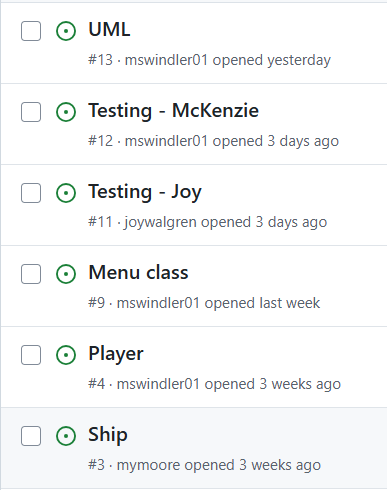 UML
#13 · mswindler01 opened yesterday
Testing - McKenzie
#12 · mswindler01 opened 3 days ago
Testing - Joy
#11 · joywalgren opened 3 days ago
Menu class
#9 · mswindler01 opened last week
Player
#4 · mswindler01 opened 3 weeks ago
Ship
#3 · mymoore opened 3 weeks ago